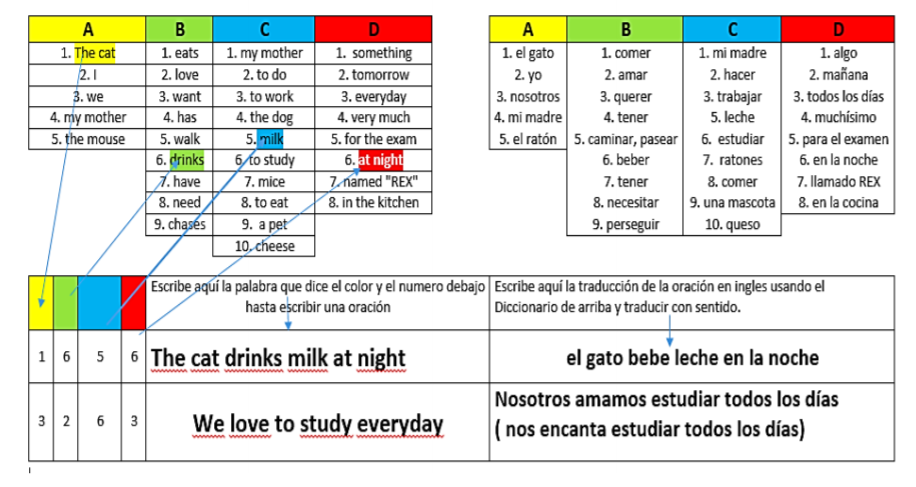 A B C D
1. The cat 1. eats 1. my mother 1. something
2. I 2. love 2. to do 2. tomorrow
3. we 3. want 3. to work 3. everyday
4. my mother 4. has 4. the dog 4. very much
5. the mouse 5. walk 5. milk 5. for the exam
6. drinks 6. to study 6. at night
7. have 7. mice 7. named "REX"
8. need 8. to eat 8. in the kitchen
9. chases 9. a pet
10. cheese
A B C D
1. el gato 1. comer 1. mi madre 1. algo
2. yo 2. amar 2. hacer 2. mañana
3. nosotros 3. querer 3. trabajar 3. todos los días
4. mi madre 4. tener 5. leche 4. muchísimo
5. el ratón 5. caminar, pasear 6. estudiar 5. para el examen
6. beber 7. ratones 6. en la noche
7. tener 8. comer 7. llamado REX
8. necesitar 9. una mascota 8. en la cocina
9. perseguir 10. queso
Escribe aquí la palabra que dice el color y el numero debajo
hasta escribir una oración
Escribe aquí la traducción de la oración en ingles usando el
Diccionario de arriba y traducir con sentido.
1 6 5 6 The cat drinks milk at night el gato bebe leche en la noche
3 2 6 3 We love to study everyday
Nosotros amamos estudiar todos los días
( nos encanta estudiar todos los días)